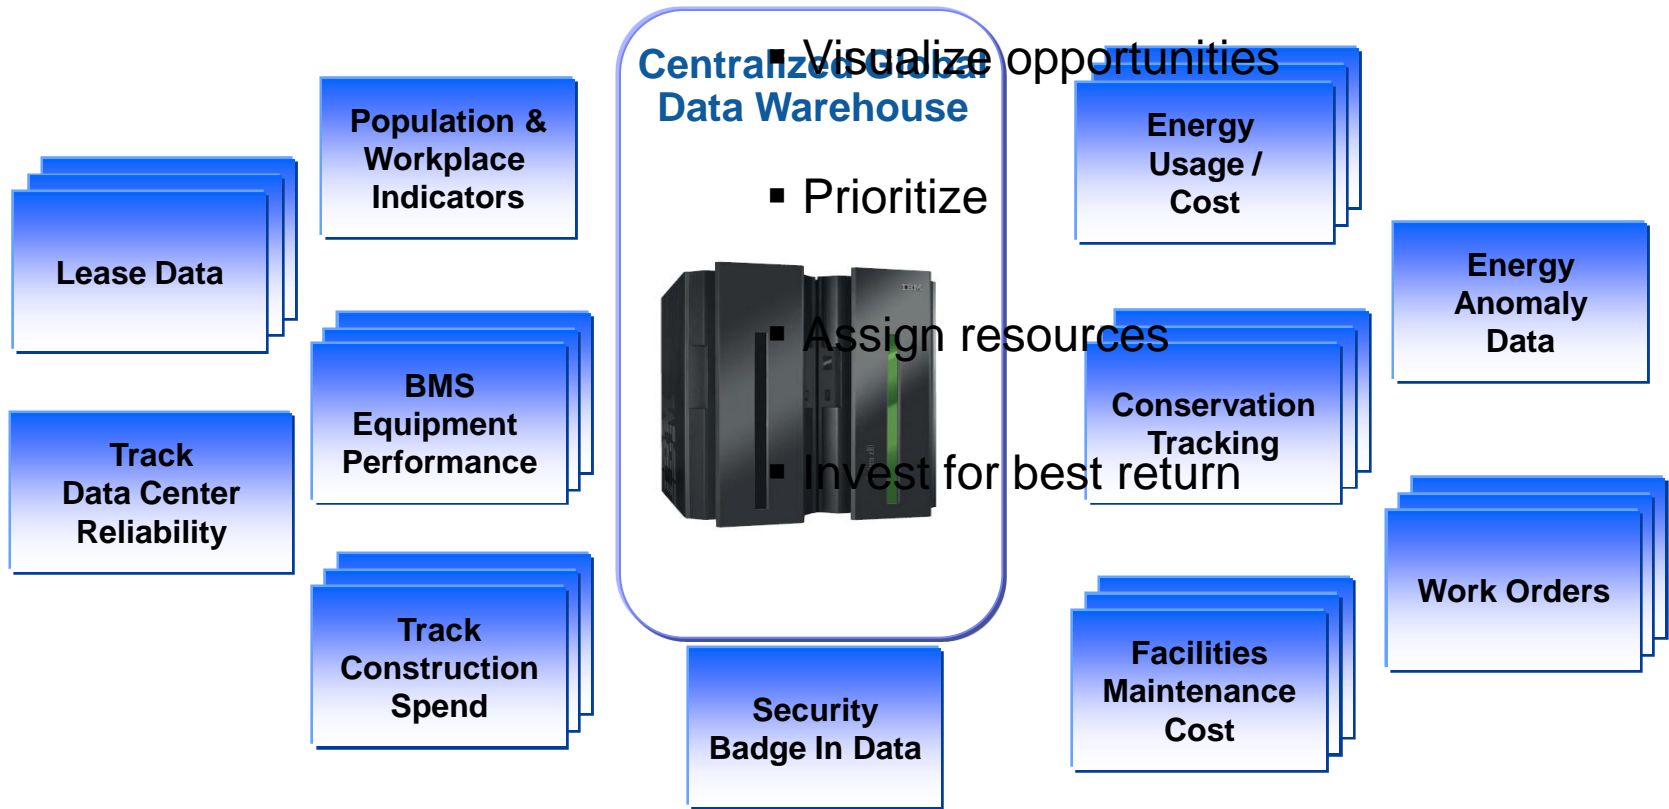 Centralized Global
Data Warehouse
▪ Visualize opportunities
▪ Prioritize
▪ Assign resources
▪ Invest for best return
IBM
Population &
Workplace
Indicators
Lease Data
BMS
Equipment
Performance
Track
Data Center
Reliability
Track
Construction
Spend
Security
Badge In Data
Energy
Usage /
Cost
Energy
Anomaly
Data
Conservation
Tracking
Work Orders
Facilities
Maintenance
Cost